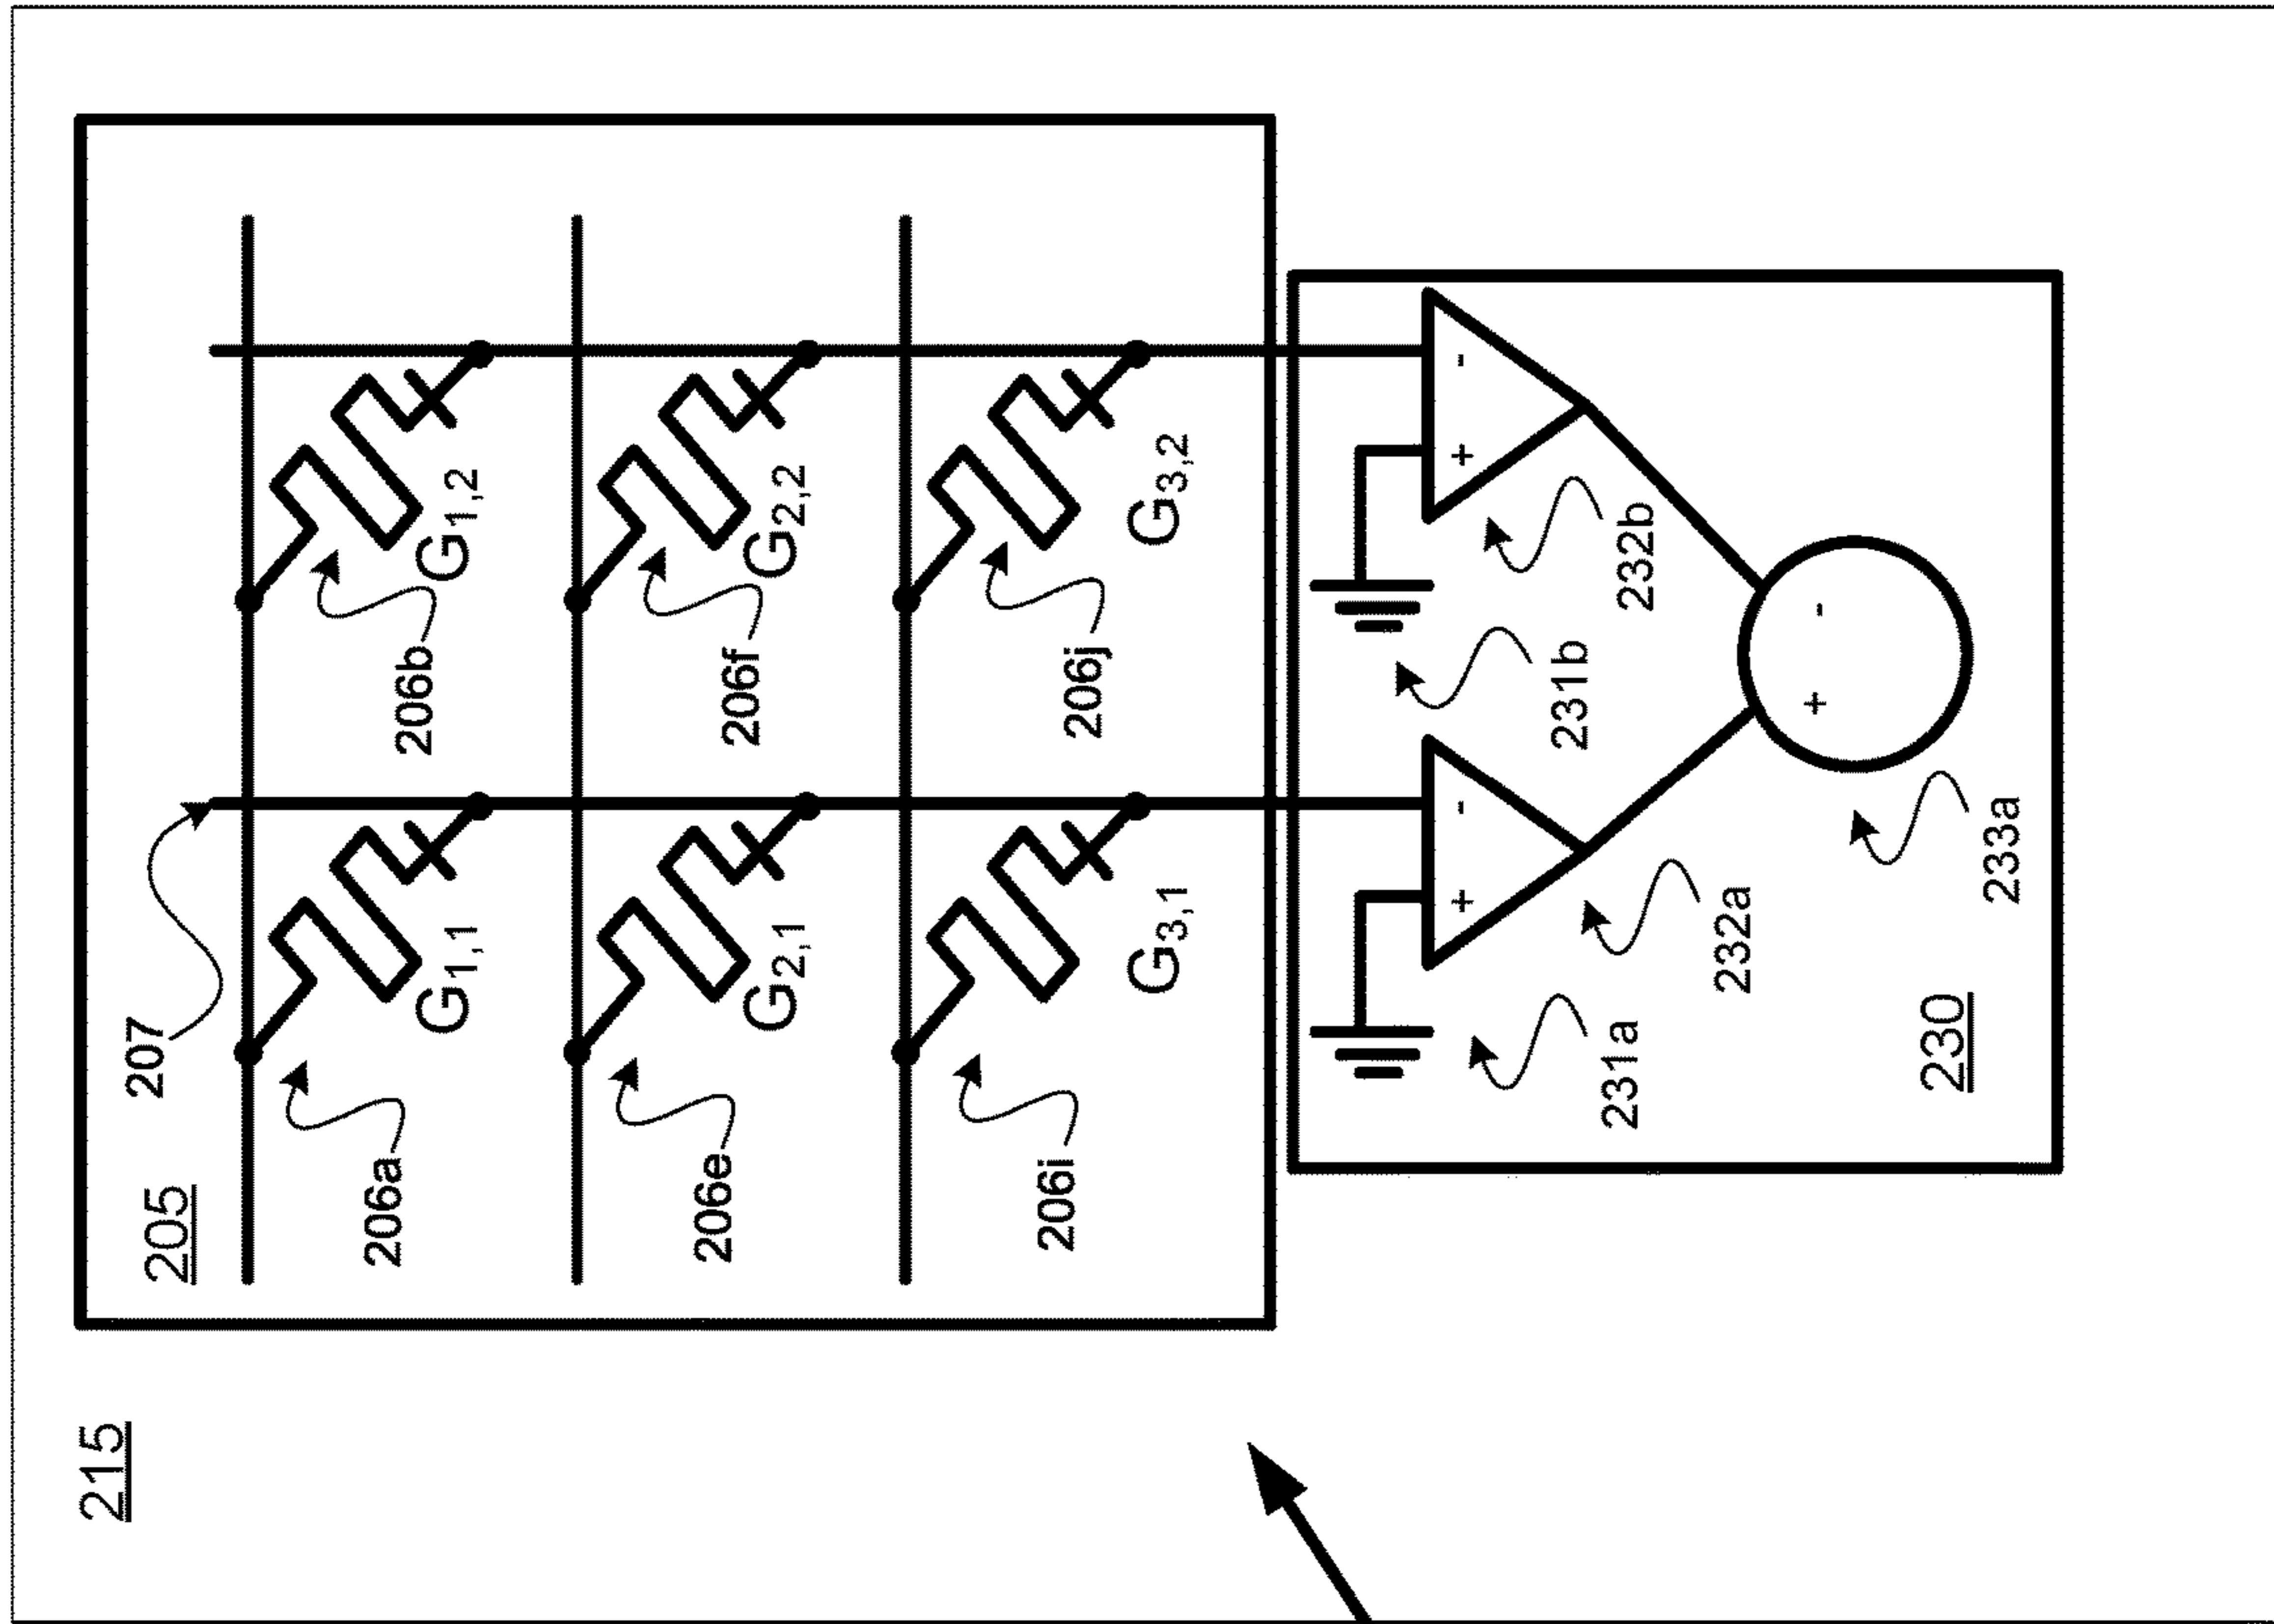 215
205
207
206a
G1,1
206b
G1,2
206e
G2,1
206f
G2,2
206i
G3,1
206j
G3,2
+ -
+ -
231a
232a
231b
232b
+ -
233a
230